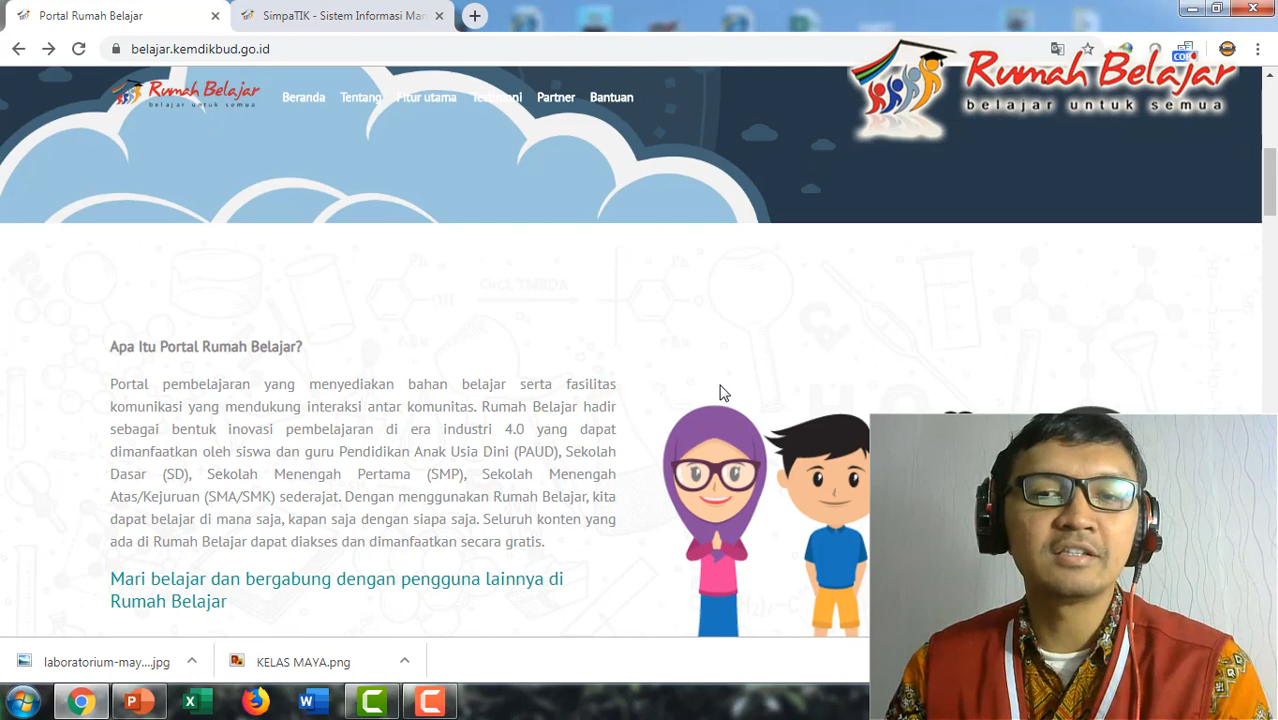 Portal Rumah Belajar
SimpaTIK - Sistem Informasi Man
belajar.kemdikbud.go.id
Rumah Belajar
belajar untuk semua
Beranda Tentang Fitur utama Testimoni Partner Bantuan
Rumah Belajar
belajar untuk semua
Apa Itu Portal Rumah Belajar?
Portal pembelajaran yang menyediakan bahan belajar serta fasilitas
komunikasi yang mendukung interaksi antar komunitas. Rumah Belajar hadir
sebagai bentuk inovasi pembelajaran di era industri 4.0 yang dapat
dimanfaatkan oleh siswa dan guru Pendidikan Anak Usia Dini (PAUD), Sekolah
Dasar (SD), Sekolah Menengah Pertama (SMP), Sekolah Menengah
Atas/Kejuruan (SMA/SMK) sederajat. Dengan menggunakan Rumah Belajar, kita
dapat belajar di mana saja, kapan saja dengan siapa saja. Seluruh konten yang
ada di Rumah Belajar dapat diakses dan dimanfaatkan secara gratis.
Mari belajar dan bergabung dengan pengguna lainnya di
Rumah Belajar
laboratorium-may....jpg
KELAS MAYA.png